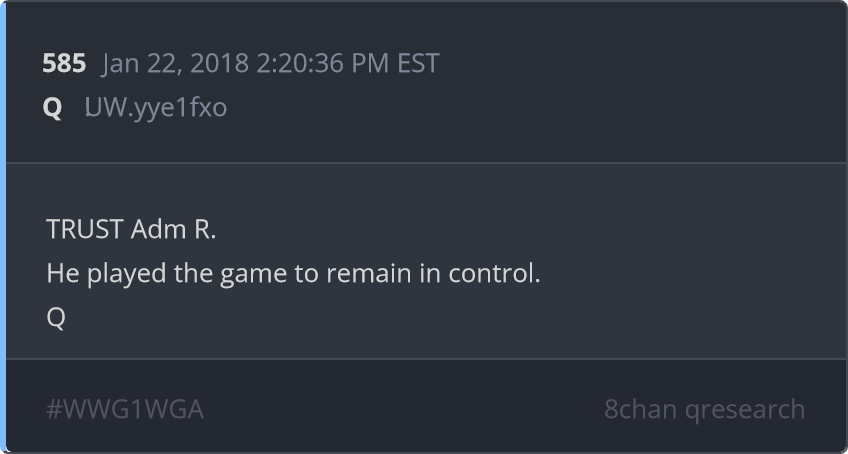 585 Jan 22, 2018 2:20:36 PM EST
Q UW.yye1fxo
TRUST Adm R.
He played the game to remain in control.
Q
#WWG1WGA 8chan qresearch